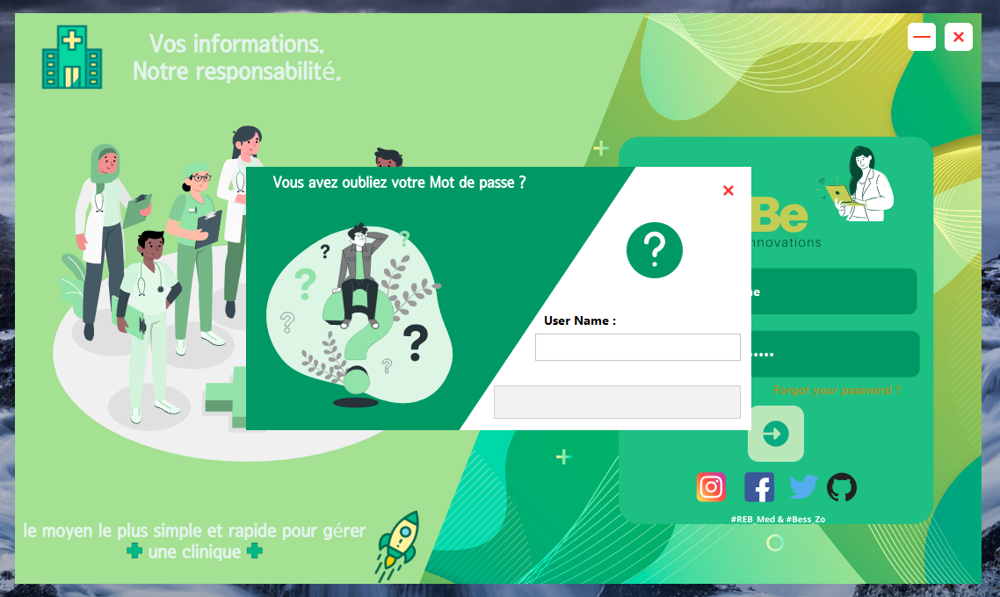 Vos informations.
Notre responsabilité.
Vous avez oubliez votre Mot de passe ?
User Name :
Be
nnovations
Forgot your password ?
#REB_Med & #Bess_Zo
le moyen le plus simple et rapide pour gérer
une clinique